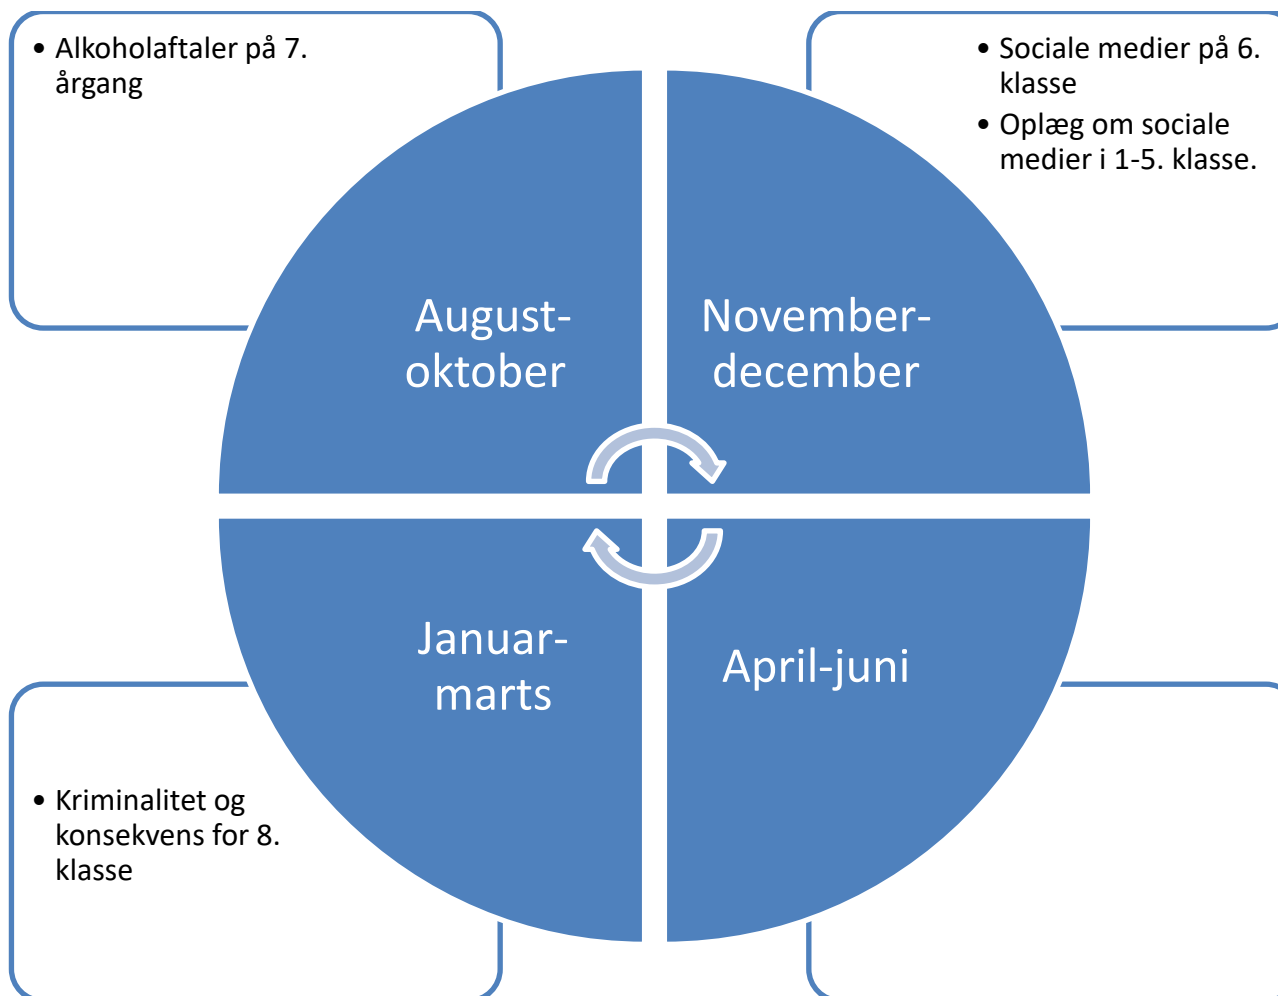 • Alkoholaftaler på 7.
årgang
• Sociale medier på 6.
klasse
• Oplæg om sociale
medier i 1-5. klasse.
August-
oktober
November-
december
Januar-
marts
April-juni
• Kriminalitet og
konsekvens for 8.
klasse